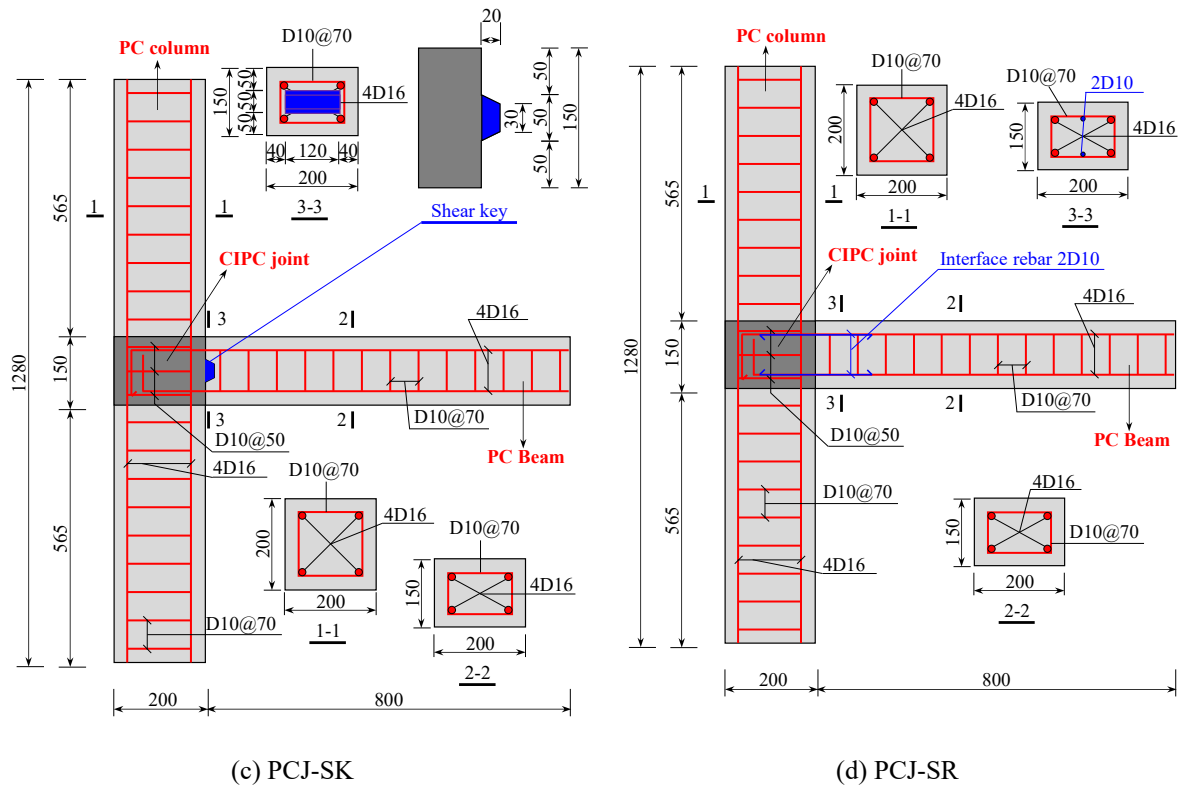 PC column
D10@70
150
50
50
50
4D16
40
120
40
200
3-3
20
50
50
50
30
150
565
1
1
Shear key
CIPC joint
3
2
4D16
1280
150
3
2
D10@50
D10@70
PC Beam
4D16
D10@70
565
200
4D16
200
1-1
D10@70
150
4D16
200
2-2
D10@70
200
800
(c) PCJ-SK
PC column
D10@70
200
4D16
200
1-1
D10@70
2D10
150
4D16
200
3-3
565
1
1
CIPC joint
Interface rebar 2D10
3
2
4D16
1280
150
3
2
D10@70
D10@50
PC Beam
D10@70
565
4D16
4D16
150
D10@70
200
2-2
200
800
(d) PCJ-SR